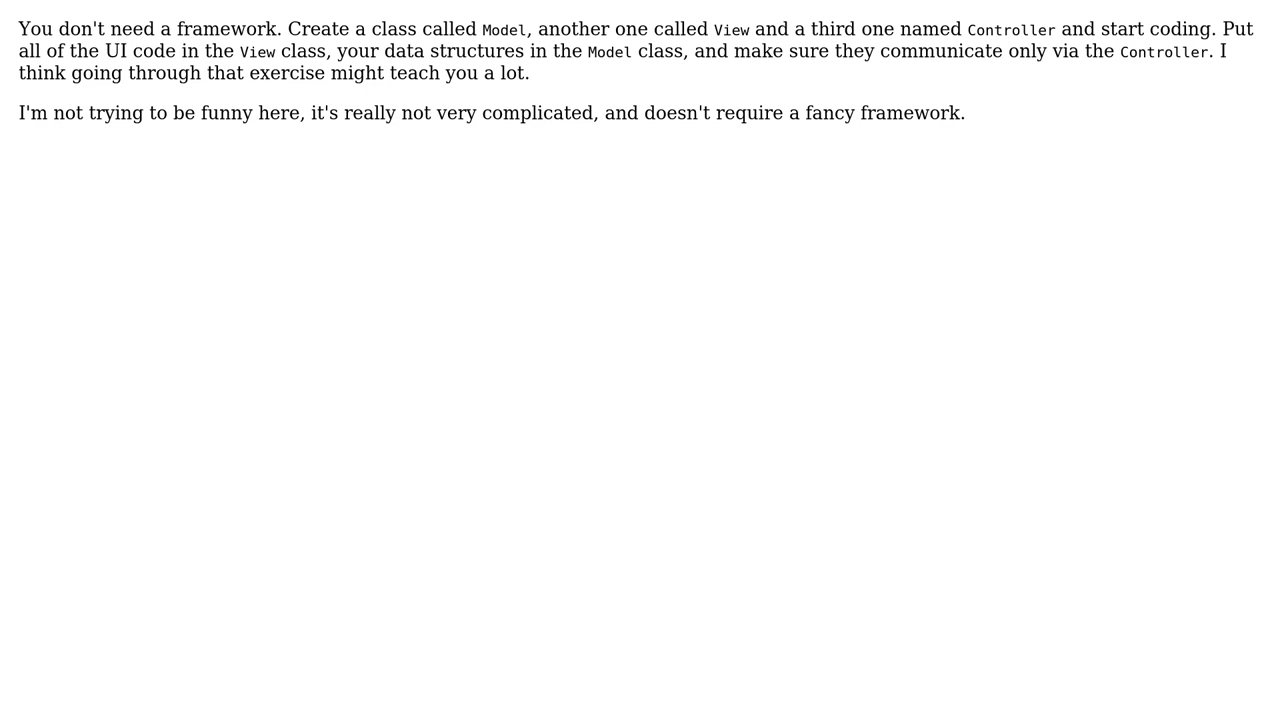 You don't need a framework. Create a class called Model, another one called View and a third one named Controller and start coding. Put
all of the UI code in the View class, your data structures in the Model class, and make sure they communicate only via the Controller. I
think going through that exercise might teach you a lot.
I'm not trying to be funny here, it's really not very complicated, and doesn't require a fancy framework.